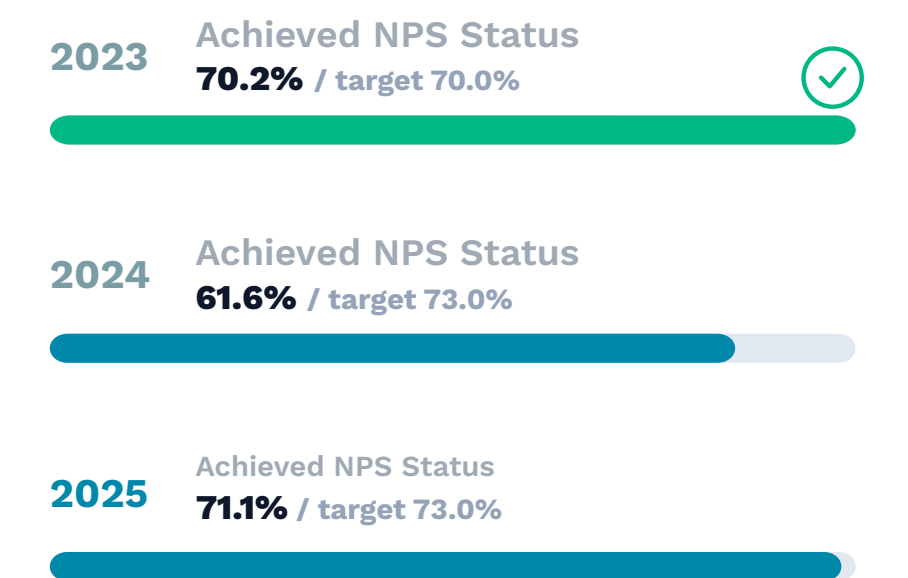 2023
Achieved NPS Status
70.2% / target 70.0%
2024
Achieved NPS Status
61.6% / target 73.0%
2025
Achieved NPS Status
71.1% / target 73.0%